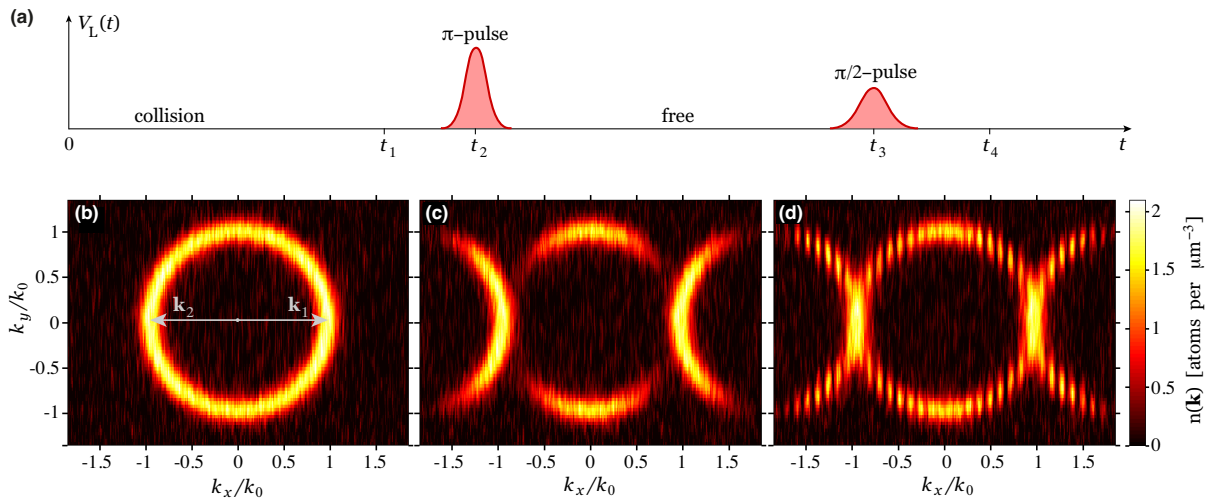 (a)
V_L(t)
π–pulse
π/2–pulse
collision
free
0
t_1
t_2
t_3
t_4
t
(b)
(c)
(d)
1
0.5
0
-0.5
-1
k_y/k_0
k_2
k_1
2
1.5
1
0.5
0
n(k) [atoms per μm⁻³]
-1.5 -1 -0.5 0 0.5 1 1.5
-1.5 -1 -0.5 0 0.5 1 1.5
-1.5 -1 -0.5 0 0.5 1 1.5
k_x/k_0
k_x/k_0
k_x/k_0